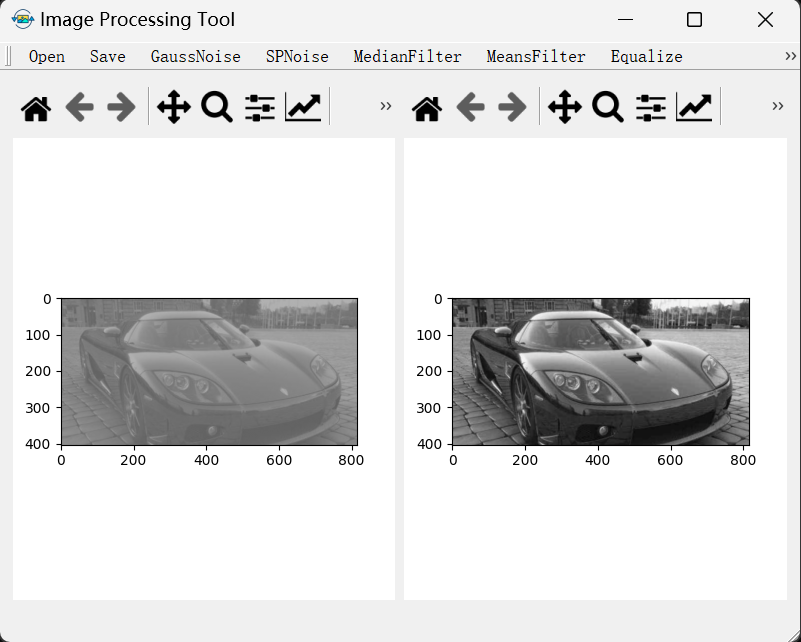 Image Processing Tool
Open Save GaussNoise SPNoise MedianFilter MeansFilter Equalize »
» »
0 0
100 100
200 200
300 300
400 400
0 200 400 600 800 0 200 400 600 800